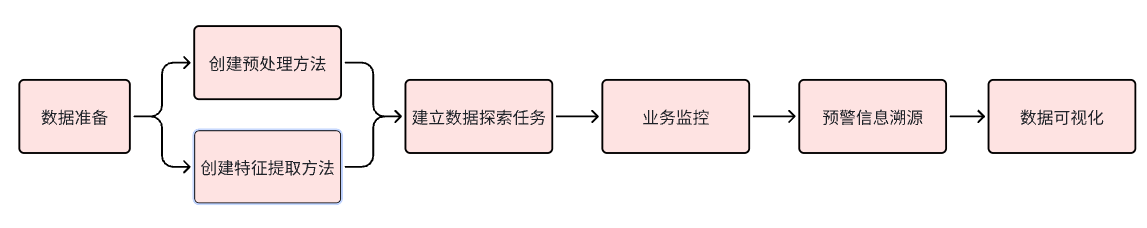 数据准备
创建预处理方法
创建特征提取方法
建立数据探索任务
业务监控
预警信息溯源
数据可视化